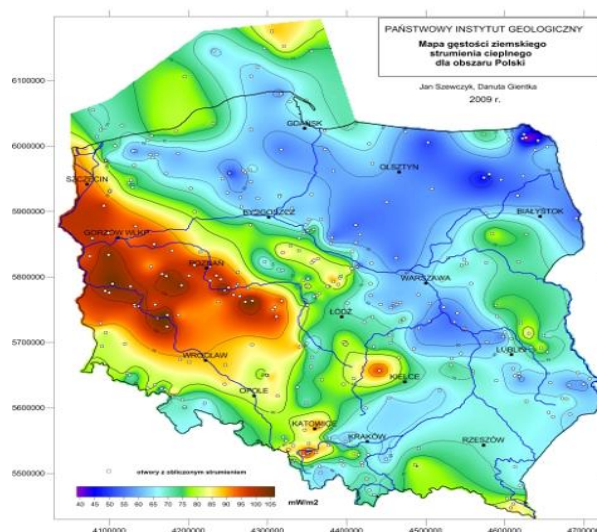 PAŃSTWOWY INSTYTUT GEOLOGICZNY
Mapa gęstości ziemskiego
strumienia cieplnego
dla obszaru Polski
Jan Szewczyk, Danuta Gientka
2009 r.
6100000
GDAŃSK
6000000
OLSZTYN
SZCZECIN
5900000
BYDGOSZCZ
BIAŁYSTOK
GORZÓW WLKP
POZNAŃ
5800000
WARSZAWA
ŁÓDŹ
5700000
WROCŁAW
LUBLIN
KIELCE
OPOLE
5600000
KATOWICE
KRAKÓW
RZESZÓW
5500000
otwory z obliczonym strumieniem
40 45 50 55 60 65 70 75 80 85 90 95 100 105
mW/m2
4100000 4200000 4300000 4400000 4500000 4600000 4700000